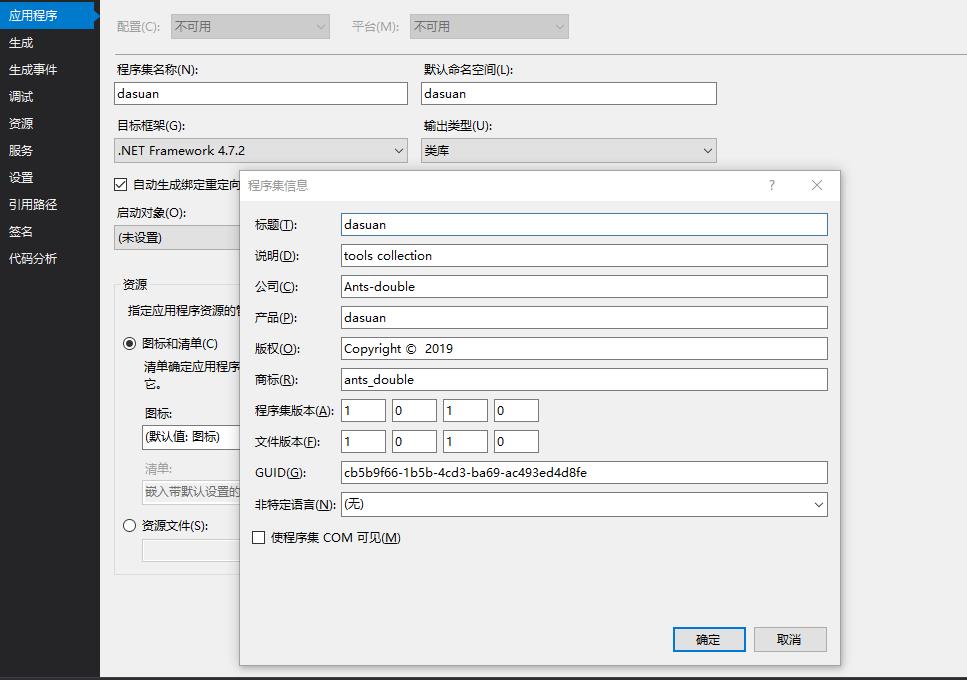 应用程序
生成
生成事件
调试
资源
服务
设置
引用路径
签名
代码分析
配置(C): 不可用 平台(M): 不可用
程序集名称(N): 默认命名空间(L):
dasuan dasuan
目标框架(G): 输出类型(U):
.NET Framework 4.7.2 类库
自动生成绑定重定向
启动对象(O):
(未设置)
资源
指定应用程序资源的
图标和清单(C)
清单确定应用程序
它。
图标:
(默认值: 图标)
清单:
嵌入带默认设置的
资源文件(S):
程序集信息 ?
标题(T): dasuan
说明(D): tools collection
公司(C): Ants-double
产品(P): dasuan
版权(O): Copyright © 2019
商标(R): ants_double
程序集版本(A): 1 0 1 0
文件版本(F): 1 0 1 0
GUID(G): cb5b9f66-1b5b-4cd3-ba69-ac493ed4d8fe
非特定语言(N): (无)
使程序集 COM 可见(M)
确定 取消